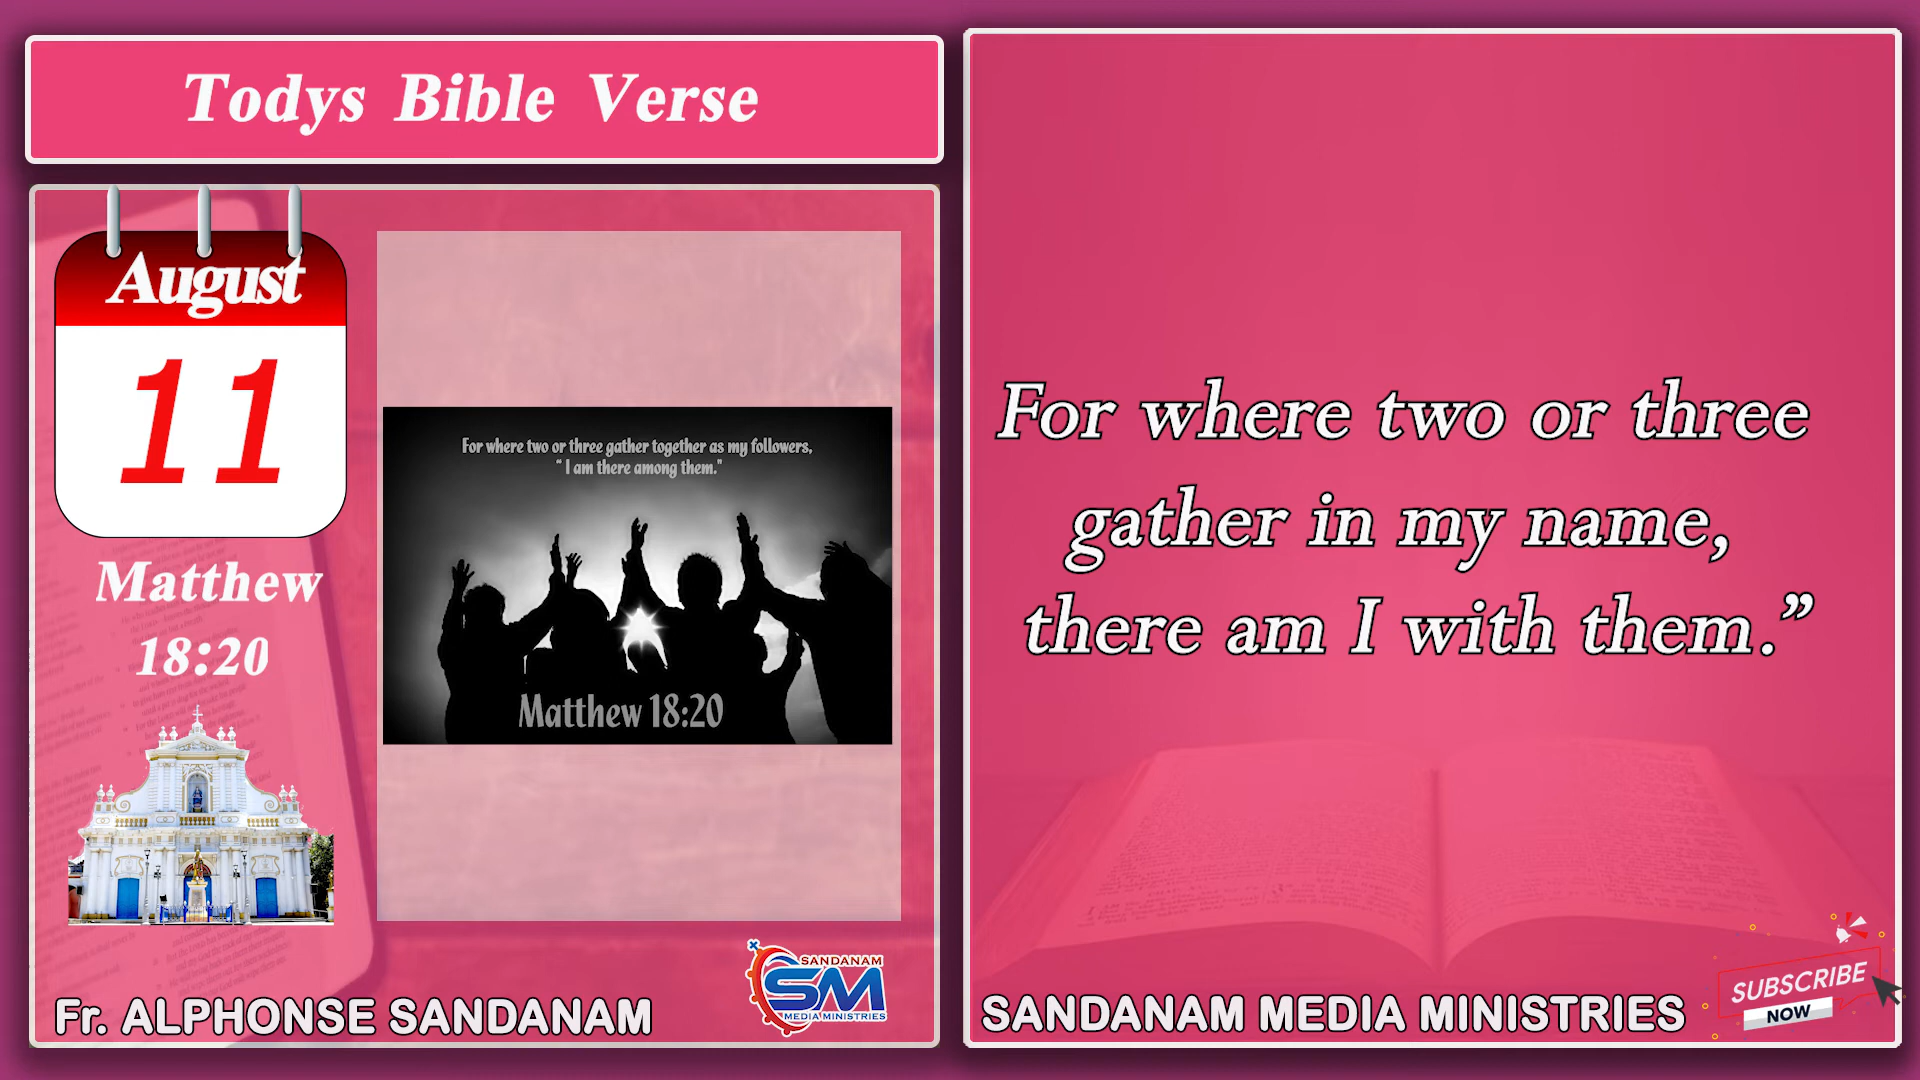 Todys Bible Verse
August
11
Matthew
18:20
For where two or three gather together as my followers,
“ I am there among them."
Matthew 18:20
Fr. ALPHONSE SANDANAM
SANDANAM
SM
MEDIA MINISTRIES
For where two or three
gather in my name,
there am I with them.”
SANDANAM MEDIA MINISTRIES
SUBSCRIBE
NOW